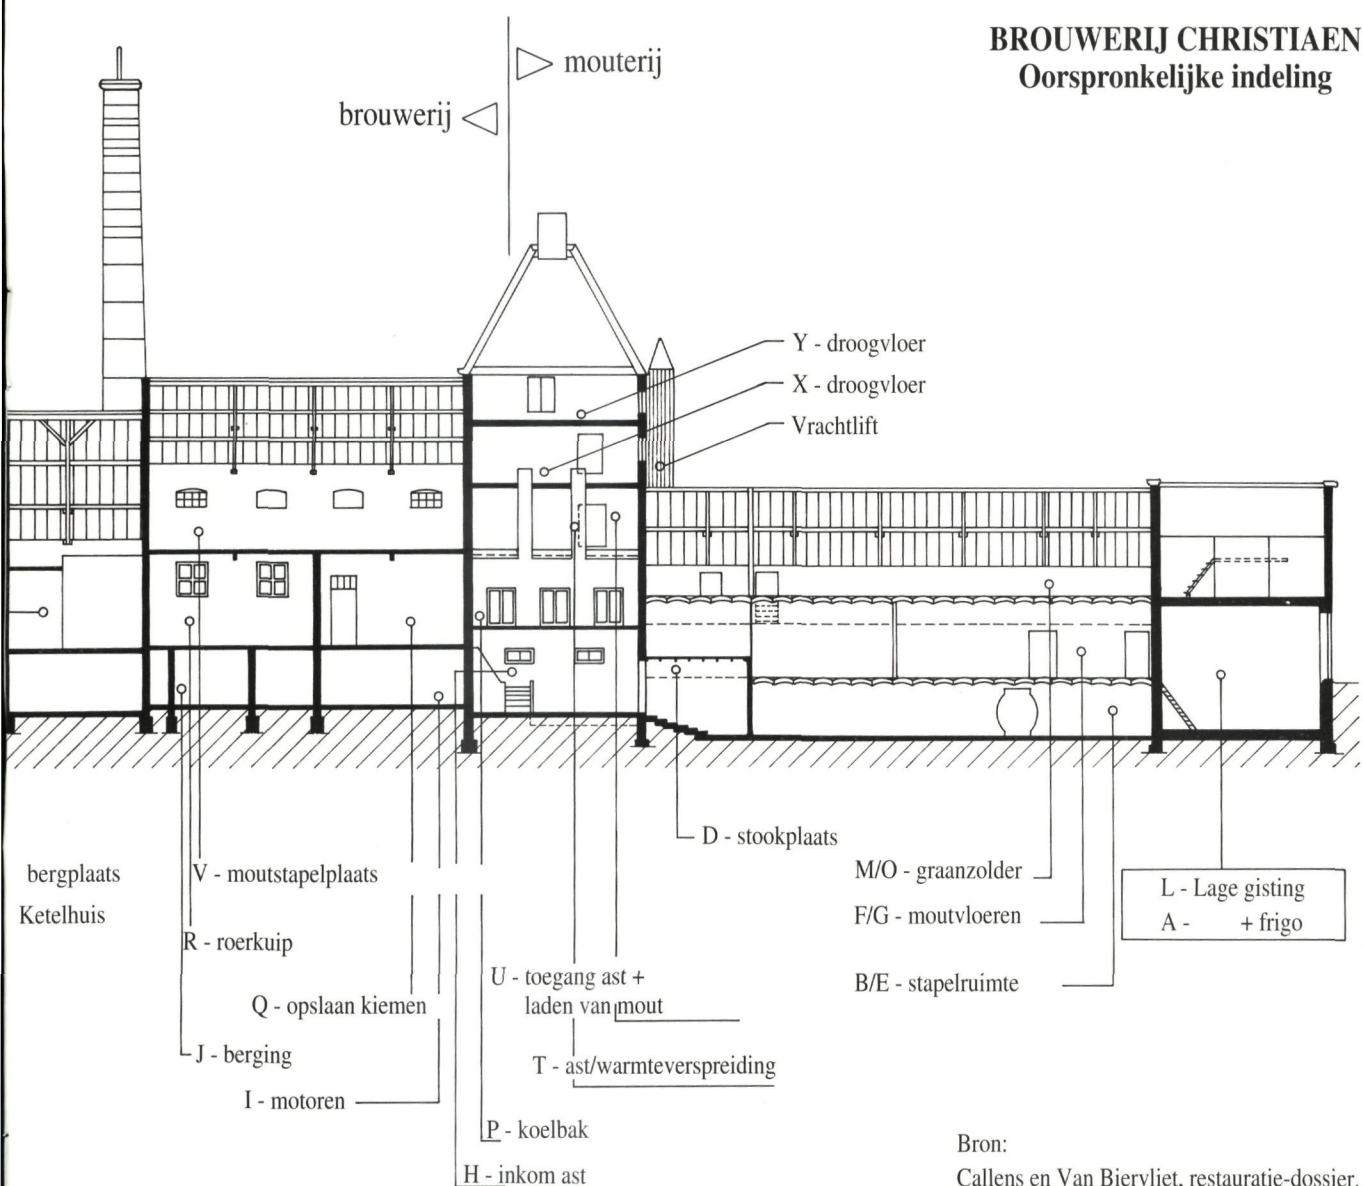 BROUWERIJ CHRISTIAEN
Oorspronkelijke indeling
mouterij
brouwerij
Y - droogvloer
X - droogvloer
Vrachtlift
D - stookplaats
bergplaats
Ketelhuis
V - moutstapelplaats
R - roerkuip
Q - opslaan kiemen
J - berging
I - motoren
U - toegang ast +
laden van mout
T - ast/warmteverspreiding
P - koelbak
H - inkom ast
M/O - graanzolder
F/G - moutvloeren
B/E - stapelruimte
L - Lage gisting
A - + frigo
Bron:
Callens en Van Biervliet, restauratie-dossier.